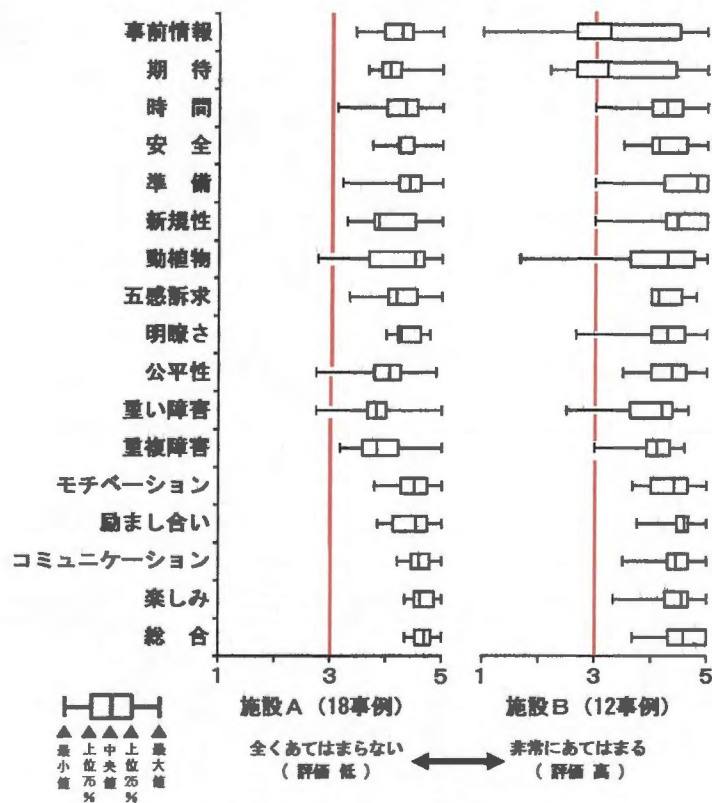 事前情報
期 待
時 間
安 全
準 備
新規性
動植物
五感訴求
明瞭さ
公平性
重い障害
重複障害
モチベーション
励まし合い
コミュニケーション
楽しみ
総 合
1 3 5 1 3 5
施設A (18事例) 施設B (12事例)
全くあてはまらない 非常にあてはまる
( 評価 低 ) ( 評価 高 )
最小値
上位75%
中央値
上位25%
最大値